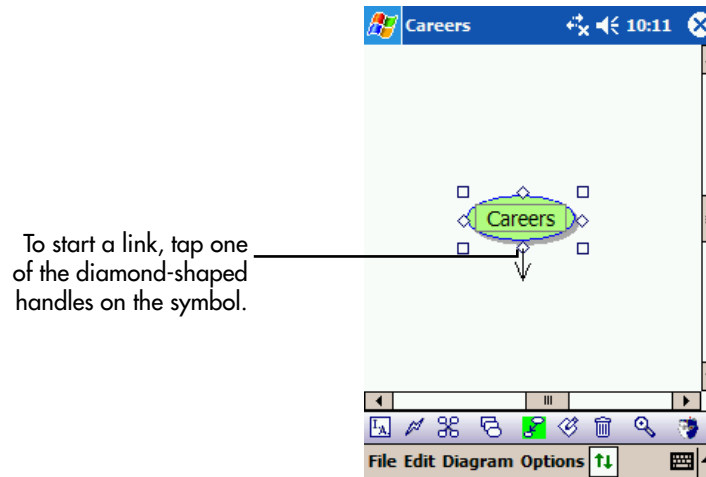 Careers 10:11
Careers
To start a link, tap one
of the diamond-shaped
handles on the symbol.
File Edit Diagram Options